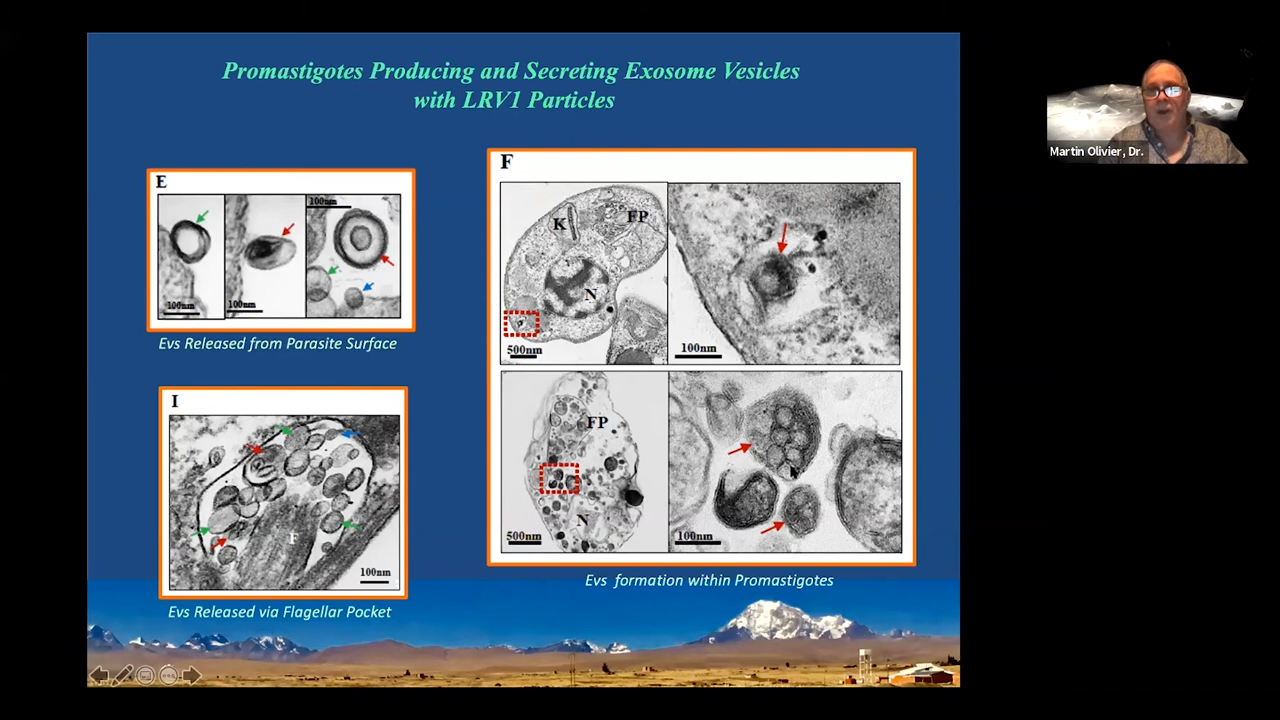 Promastigotes Producing and Secreting Exosome Vesicles
with LRV1 Particles
Martin Olivier, Dr.
E
100nm
100nm
100nm
Evs Released from Parasite Surface
I
F
100nm
Evs Released via Flagellar Pocket
F
K
FP
N
500nm
100nm
FP
N
500nm
100nm
Evs formation within Promastigotes